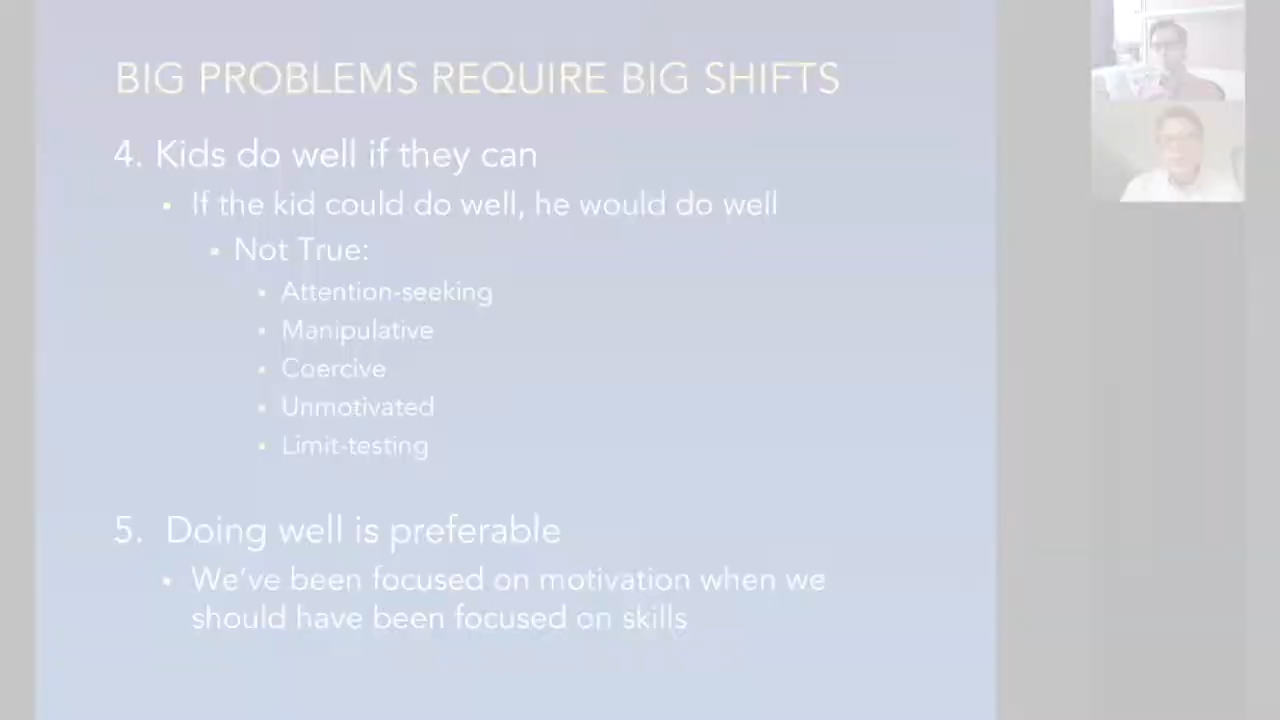 BIG PROBLEMS REQUIRE BIG SHIFTS
4. Kids do well if they can
▪ If the kid could do well, he would do well
▪ Not True:
▪ Attention-seeking
▪ Manipulative
▪ Coercive
▪ Unmotivated
▪ Limit-testing
5. Doing well is preferable
▪ We've been focused on motivation when we
should have been focused on skills